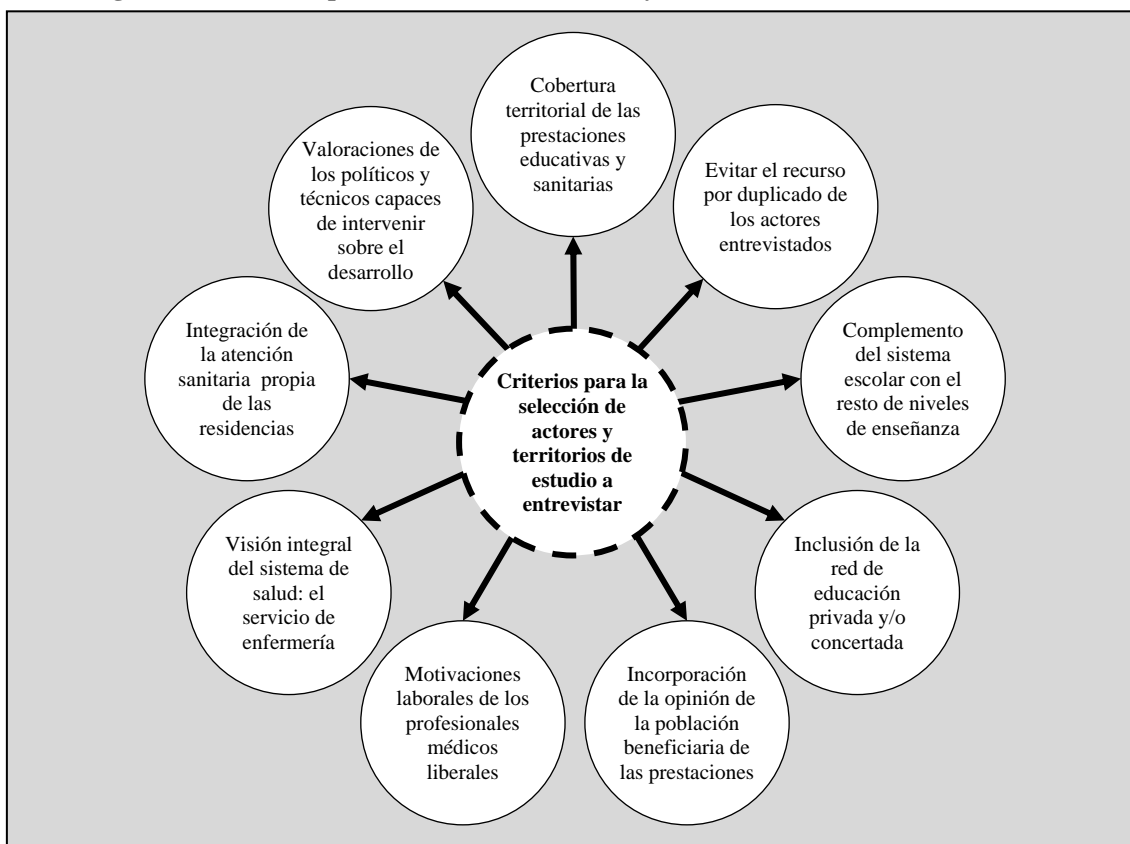 Cobertura
territorial de las
prestaciones
educativas y
sanitarias
Evitar el recurso
por duplicado de
los actores
entrevistados
Complemento
del sistema
escolar con el
resto de niveles
de enseñanza
Inclusión de la
red de
educación
privada y/o
concertada
Incorporación
de la opinión de
la población
beneficiaria de
las prestaciones
Motivaciones
laborales de los
profesionales
médicos
liberales
Visión integral
del sistema de
salud: el
servicio de
enfermería
Integración de
la atención
sanitaria propia
de las
residencias
Valoraciones de
los políticos y
técnicos capaces
de intervenir
sobre el
desarrollo
Criterios para la
selección de
actores y
territorios de
estudio a
entrevistar